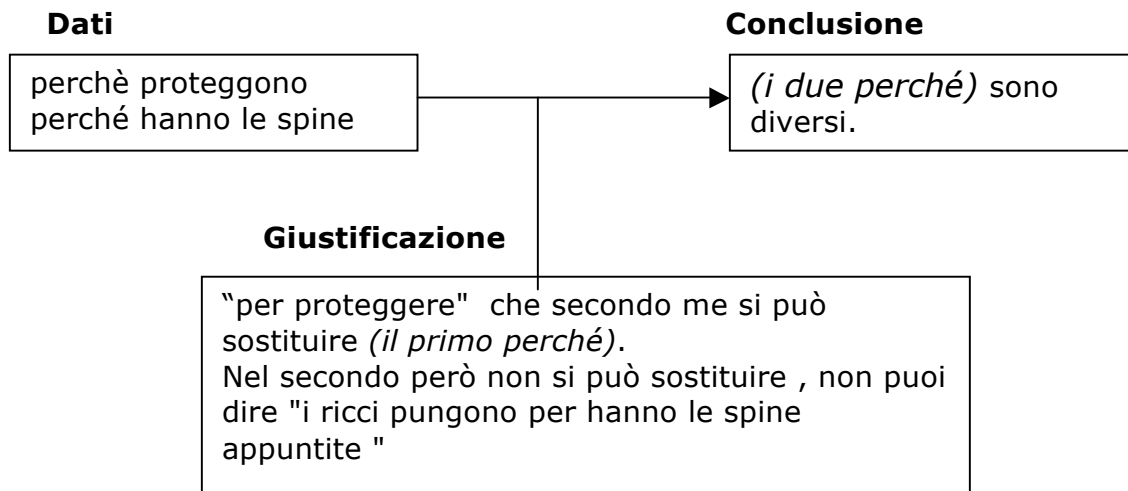 Dati
Conclusione
perchè proteggono
perché hanno le spine
(i due perché) sono
diversi.
Giustificazione
“per proteggere" che secondo me si può
sostituire (il primo perché).
Nel secondo però non si può sostituire , non puoi
dire "i ricci pungono per hanno le spine
appuntite "